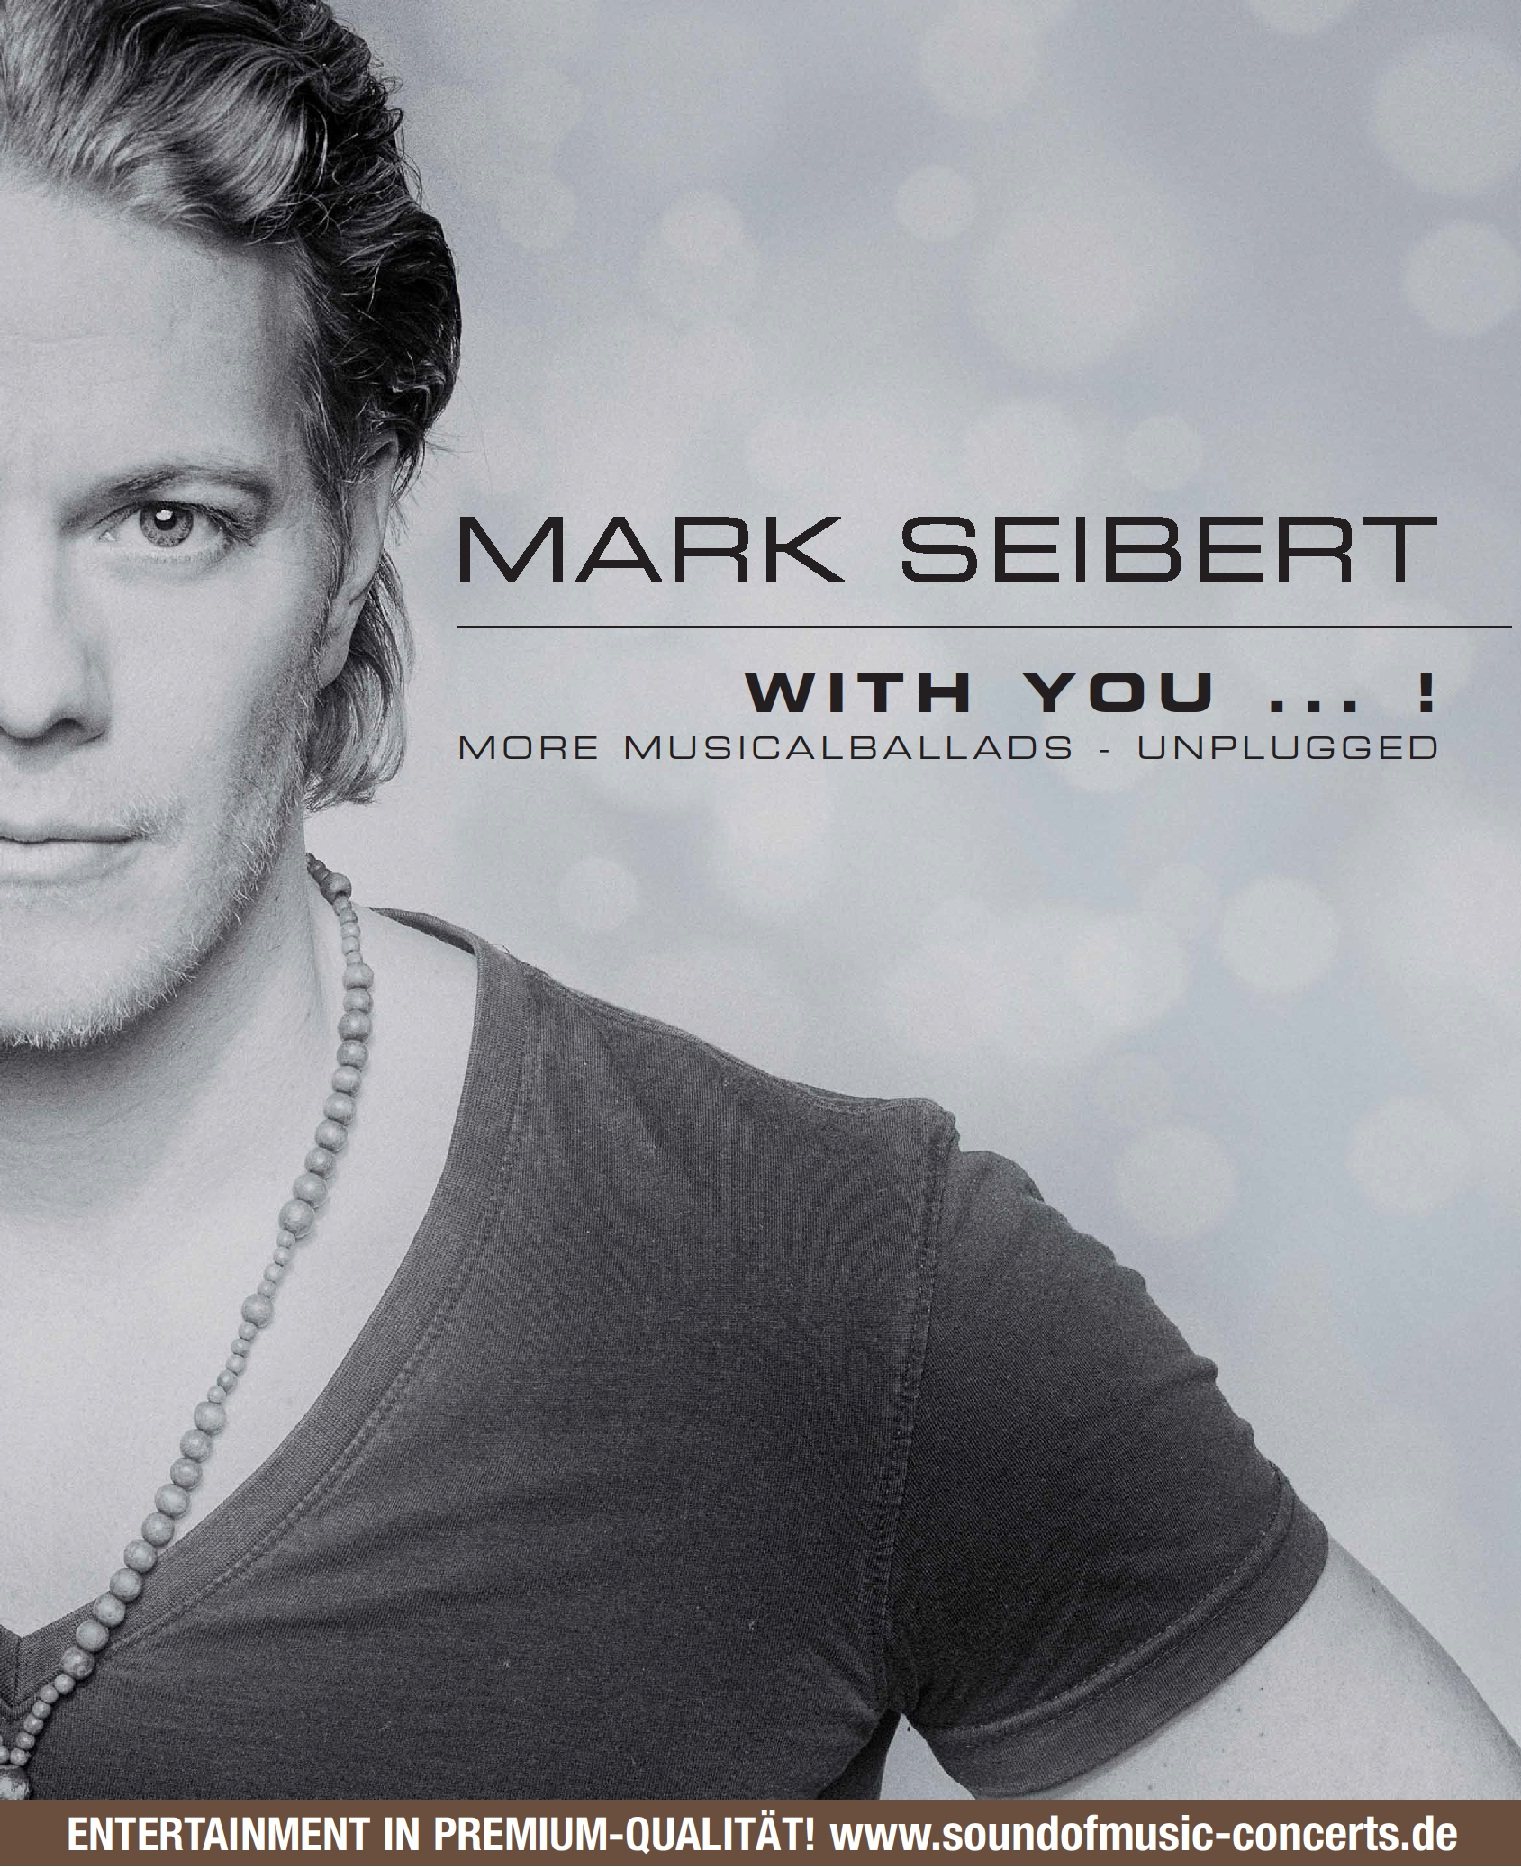 MARK SEIBERT
WITH YOU ... !
MORE MUSICALBALLADS - UNPLUGGED
ENTERTAINMENT IN PREMIUM-QUALITÄT! www.soundofmusic-concerts.de